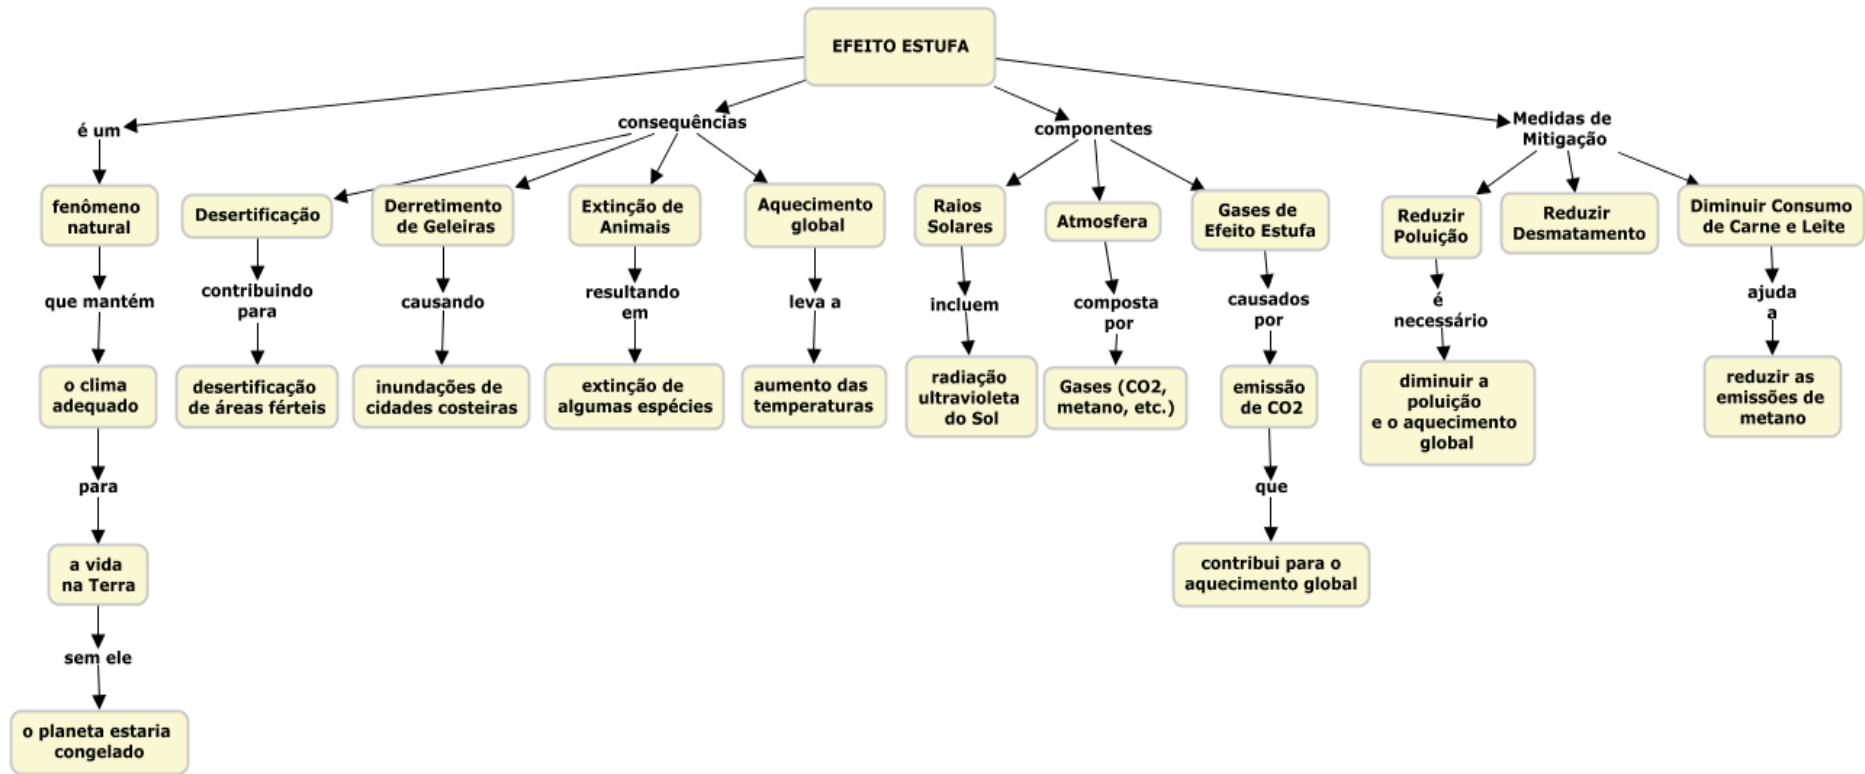 EFEITO ESTUFA
é um
fenômeno
natural
que mantém
o clima
adequado
para
a vida
na Terra
sem ele
o planeta estaria
congelado
consequências
Desertificação
contribuindo
para
desertificação
de áreas férteis
Derretimento
de Geleiras
causando
inundações de
cidades costeiras
Extinção de
Animais
resultando
em
extinção de
algumas espécies
Aquecimento
global
leva a
aumento das
temperaturas
componentes
Raios
Solares
incluem
radiação
ultravioleta
do Sol
Atmosfera
composta
por
Gases (CO2,
metano, etc.)
Gases de
Efeito Estufa
causados
por
emissão
de CO2
que
contribui para o
aquecimento global
Medidas de
Mitigação
Reduzir
Poluição
é
necessário
diminuir a
poluição
e o aquecimento
global
Reduzir
Desmatamento
Diminuir Consumo
de Carne e Leite
ajuda
a
reduzir as
emissões de
metano